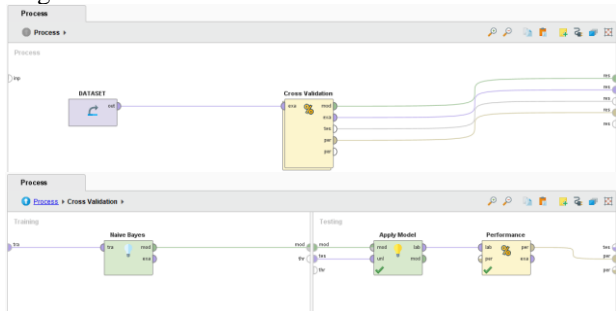 Process
Process
Process
inp
DATASET
out
Cross Validation
exa
mod
exa
tes
per
per
res
res
res
res
res
Process
Process Cross Validation
Training
Testing
tra
Naive Bayes
tra
mod
exa
mod
thr
mod
tes
thr
Apply Model
mod
lab
unl
mod
Performance
lab
per
per
exa
tes
per
per